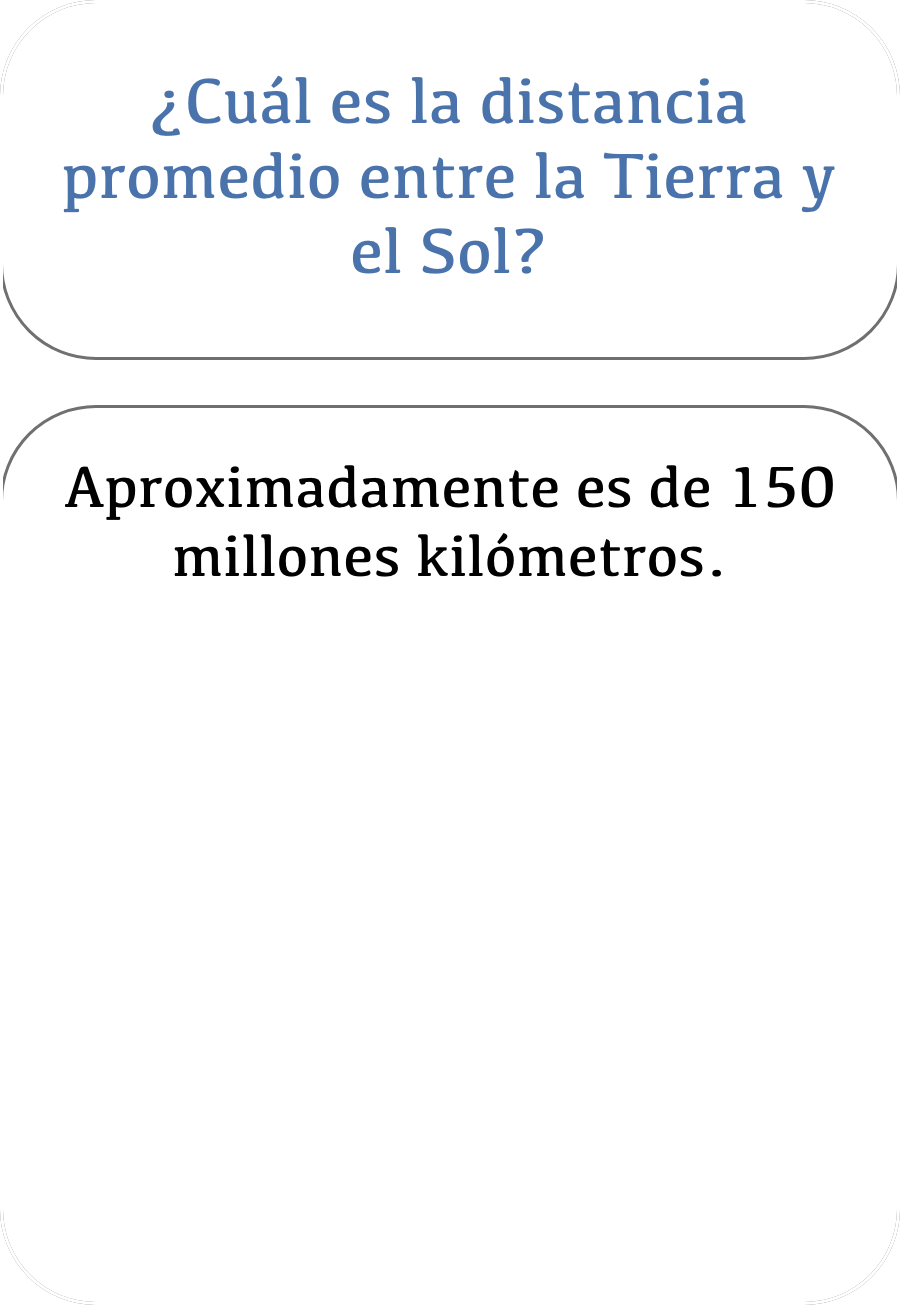 ¿Cuál es la distancia
promedio entre la Tierra y
el Sol?
Aproximadamente es de 150
millones kilómetros.